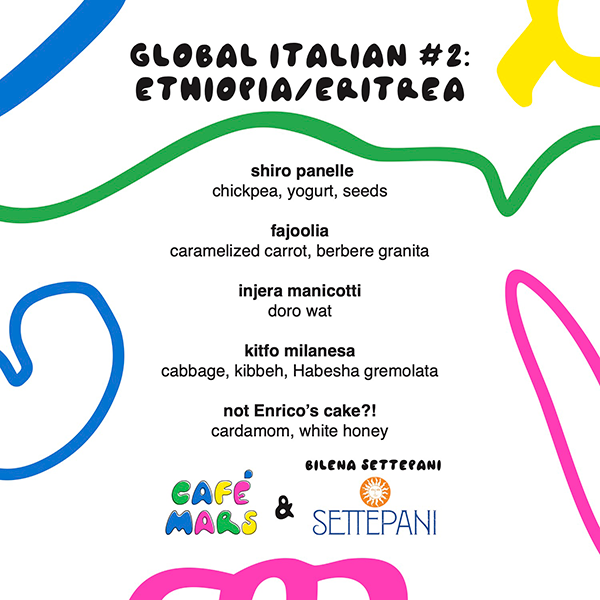 GLOBAL ITALIAN #2:
ETHIOPIA/ERITREA
shiro panelle
chickpea, yogurt, seeds
fajoolia
caramelized carrot, berbere granita
injera manicotti
doro wat
kitfo milanesa
cabbage, kibbeh, Habesha gremolata
not Enrico's cake?!
cardamom, white honey
BILENA SETTEPANI
CAFÉ
MARS
&
SETTEPANI